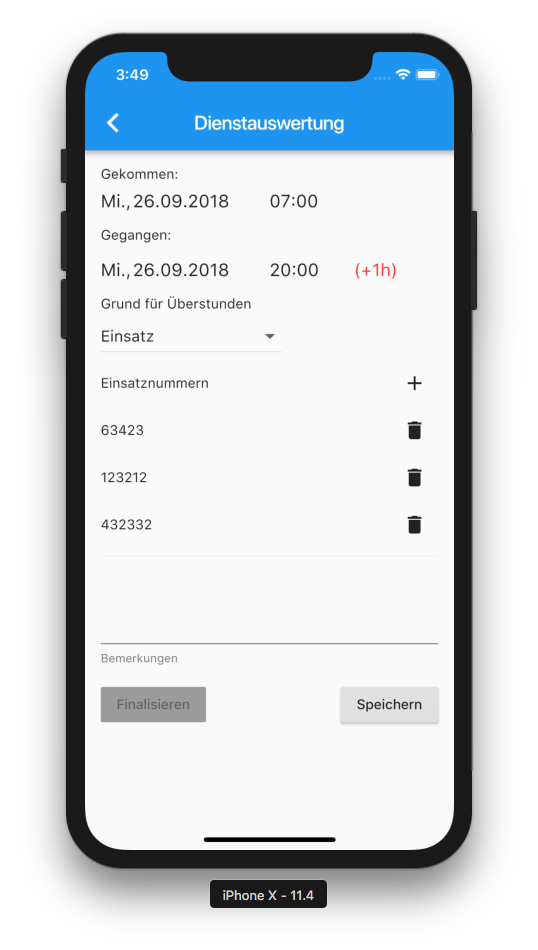 3:49
Dienstauswertung
Gekommen:
Mi., 26.09.2018 07:00
Gegangen:
Mi., 26.09.2018 20:00 (+1h)
Grund für Überstunden
Einsatz
Einsatznummern
63423
123212
432332
Bemerkungen
Finalisieren Speichern
iPhone X - 11.4